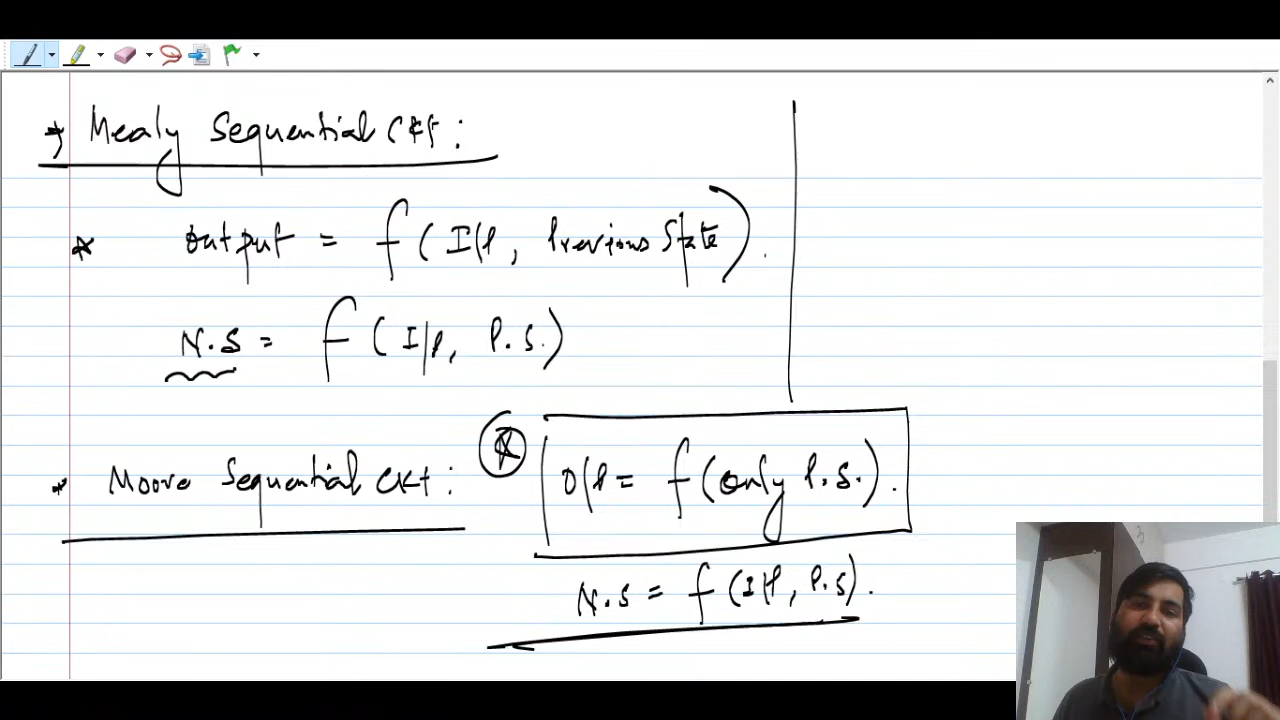 → Mealy Sequential CKt :
* Output = f ( I/P , Previous State ) .
N.S = f ( I/P, P.S. )
* Moore Sequential CKt :
* O/P = f ( only P.S. ) .
N.S = f ( I/P , P.S ) .